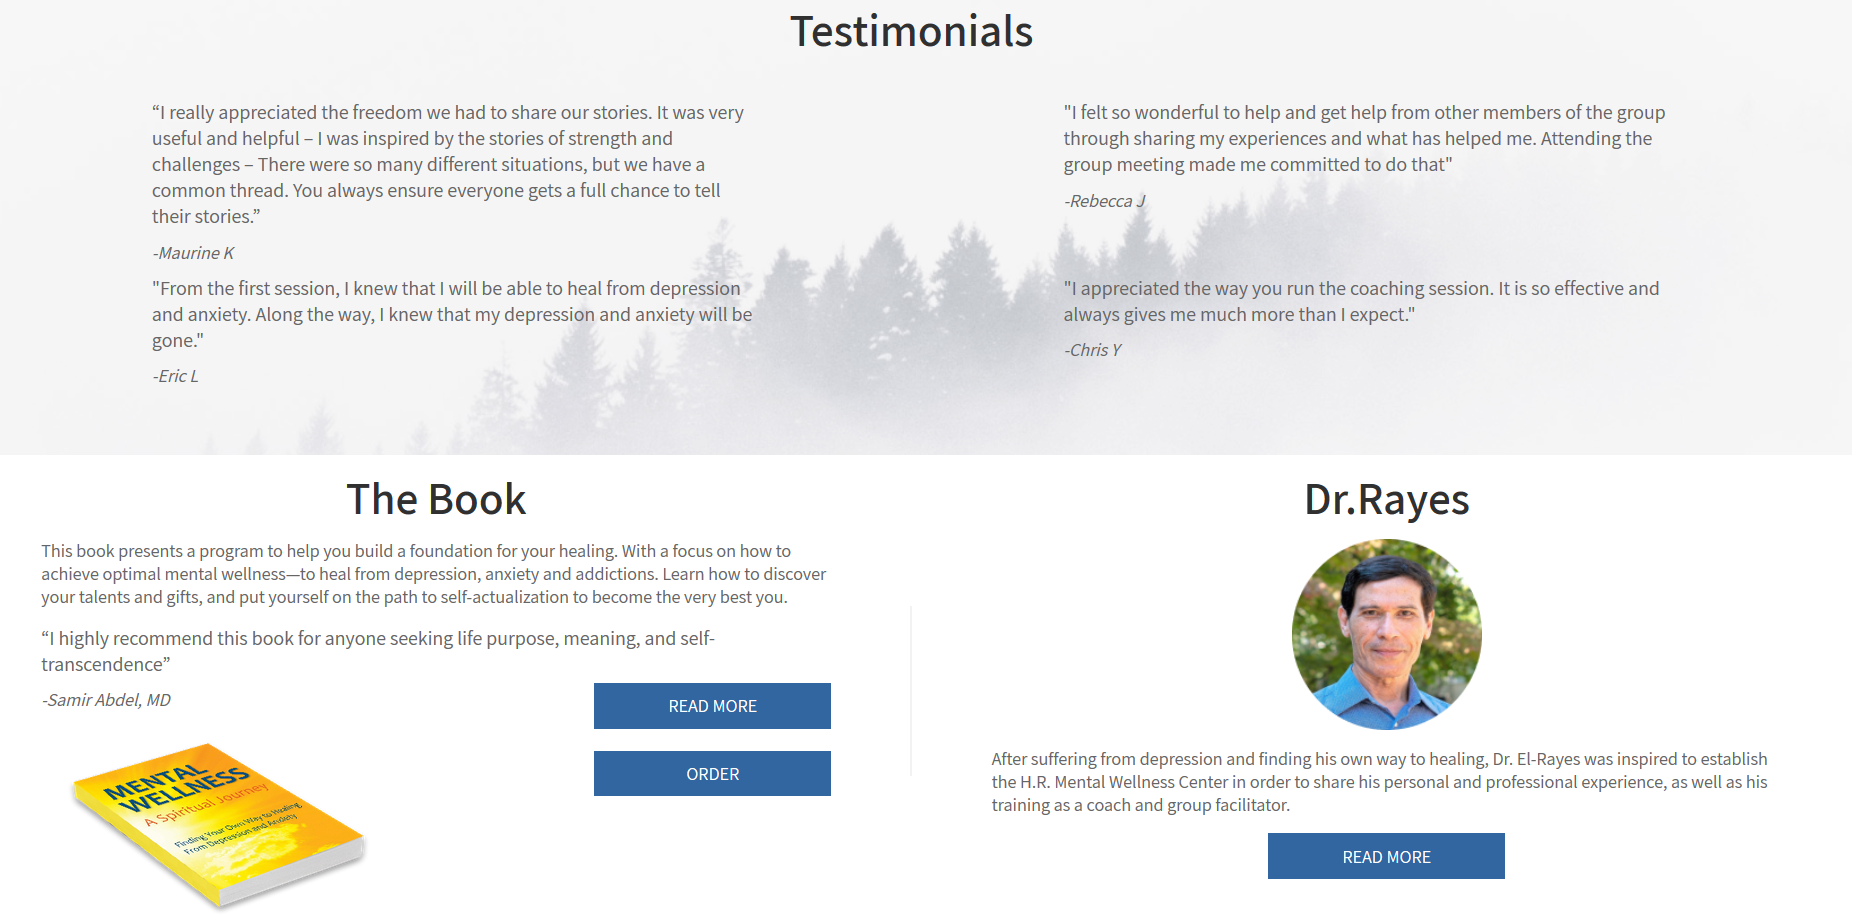 Testimonials
“I really appreciated the freedom we had to share our stories. It was very
useful and helpful – I was inspired by the stories of strength and
challenges – There were so many different situations, but we have a
common thread. You always ensure everyone gets a full chance to tell
their stories.”
-Maurine K
"I felt so wonderful to help and get help from other members of the group
through sharing my experiences and what has helped me. Attending the
group meeting made me committed to do that"
-Rebecca J
"From the first session, I knew that I will be able to heal from depression
and anxiety. Along the way, I knew that my depression and anxiety will be
gone."
-Eric L
"I appreciated the way you run the coaching session. It is so effective and
always gives me much more than I expect."
-Chris Y
The Book
This book presents a program to help you build a foundation for your healing. With a focus on how to
achieve optimal mental wellness—to heal from depression, anxiety and addictions. Learn how to discover
your talents and gifts, and put yourself on the path to self-actualization to become the very best you.
“I highly recommend this book for anyone seeking life purpose, meaning, and self-
transcendence”
-Samir Abdel, MD
READ MORE
ORDER
MENTAL
WELLNESS
A Spiritual Journey
Finding Your Own Way to Healing
From Depression and Anxiety
Dr.Rayes
After suffering from depression and finding his own way to healing, Dr. El-Rayes was inspired to establish
the H.R. Mental Wellness Center in order to share his personal and professional experience, as well as his
training as a coach and group facilitator.
READ MORE